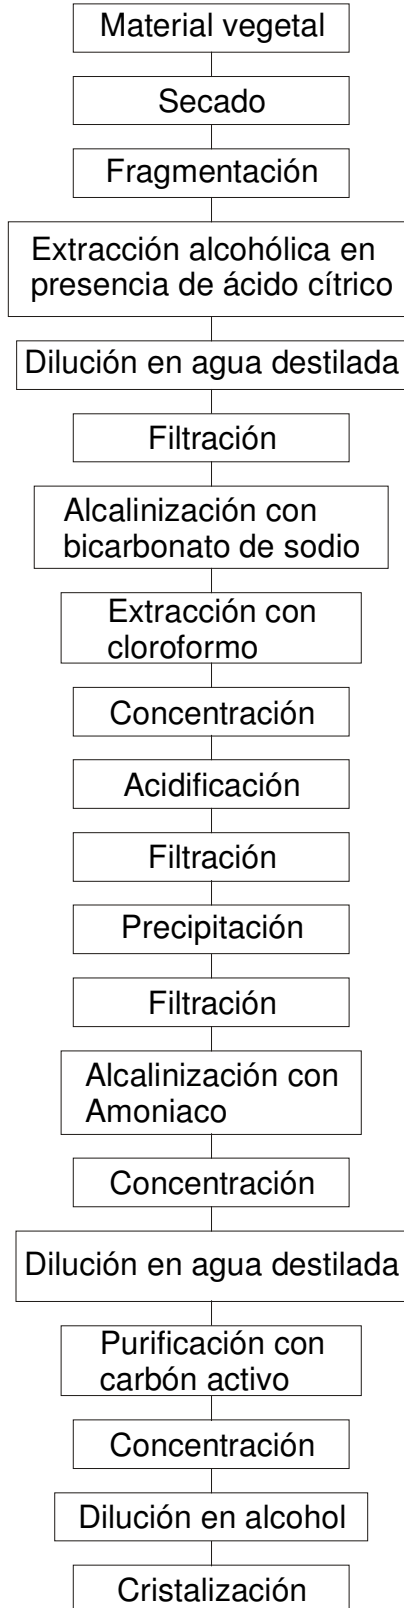 Material vegetal
Secado
Fragmentación
Extracción alcohólica en
presencia de ácido cítrico
Dilución en agua destilada
Filtración
Alcalinización con
bicarbonato de sodio
Extracción con
cloroformo
Concentración
Acidificación
Filtración
Precipitación
Filtración
Alcalinización con
Amoniaco
Concentración
Dilución en agua destilada
Purificación con
carbón activo
Concentración
Dilución en alcohol
Cristalización